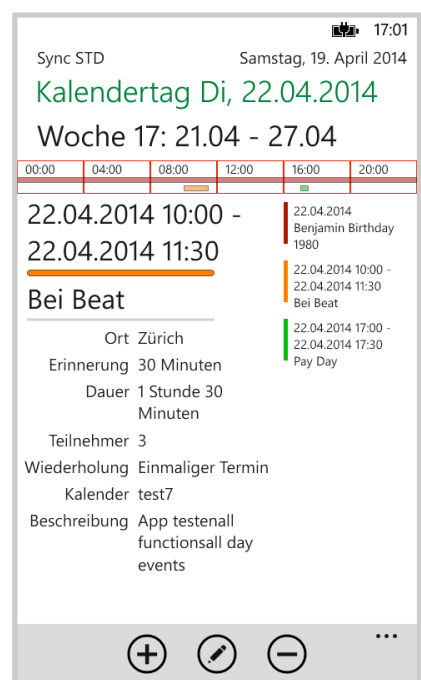 17:01
Sync STD Samstag, 19. April 2014
Kalendertag Di, 22.04.2014
Woche 17: 21.04 - 27.04
00:00 04:00 08:00 12:00 16:00 20:00
22.04.2014 10:00 -
22.04.2014 11:30
Bei Beat
Ort Zürich
Erinnerung 30 Minuten
Dauer 1 Stunde 30
Minuten
Teilnehmer 3
Wiederholung Einmaliger Termin
Kalender test7
Beschreibung App testenall
functionsall day
events
22.04.2014
Benjamin Birthday
1980
22.04.2014 10:00 -
22.04.2014 11:30
Bei Beat
22.04.2014 17:00 -
22.04.2014 17:30
Pay Day